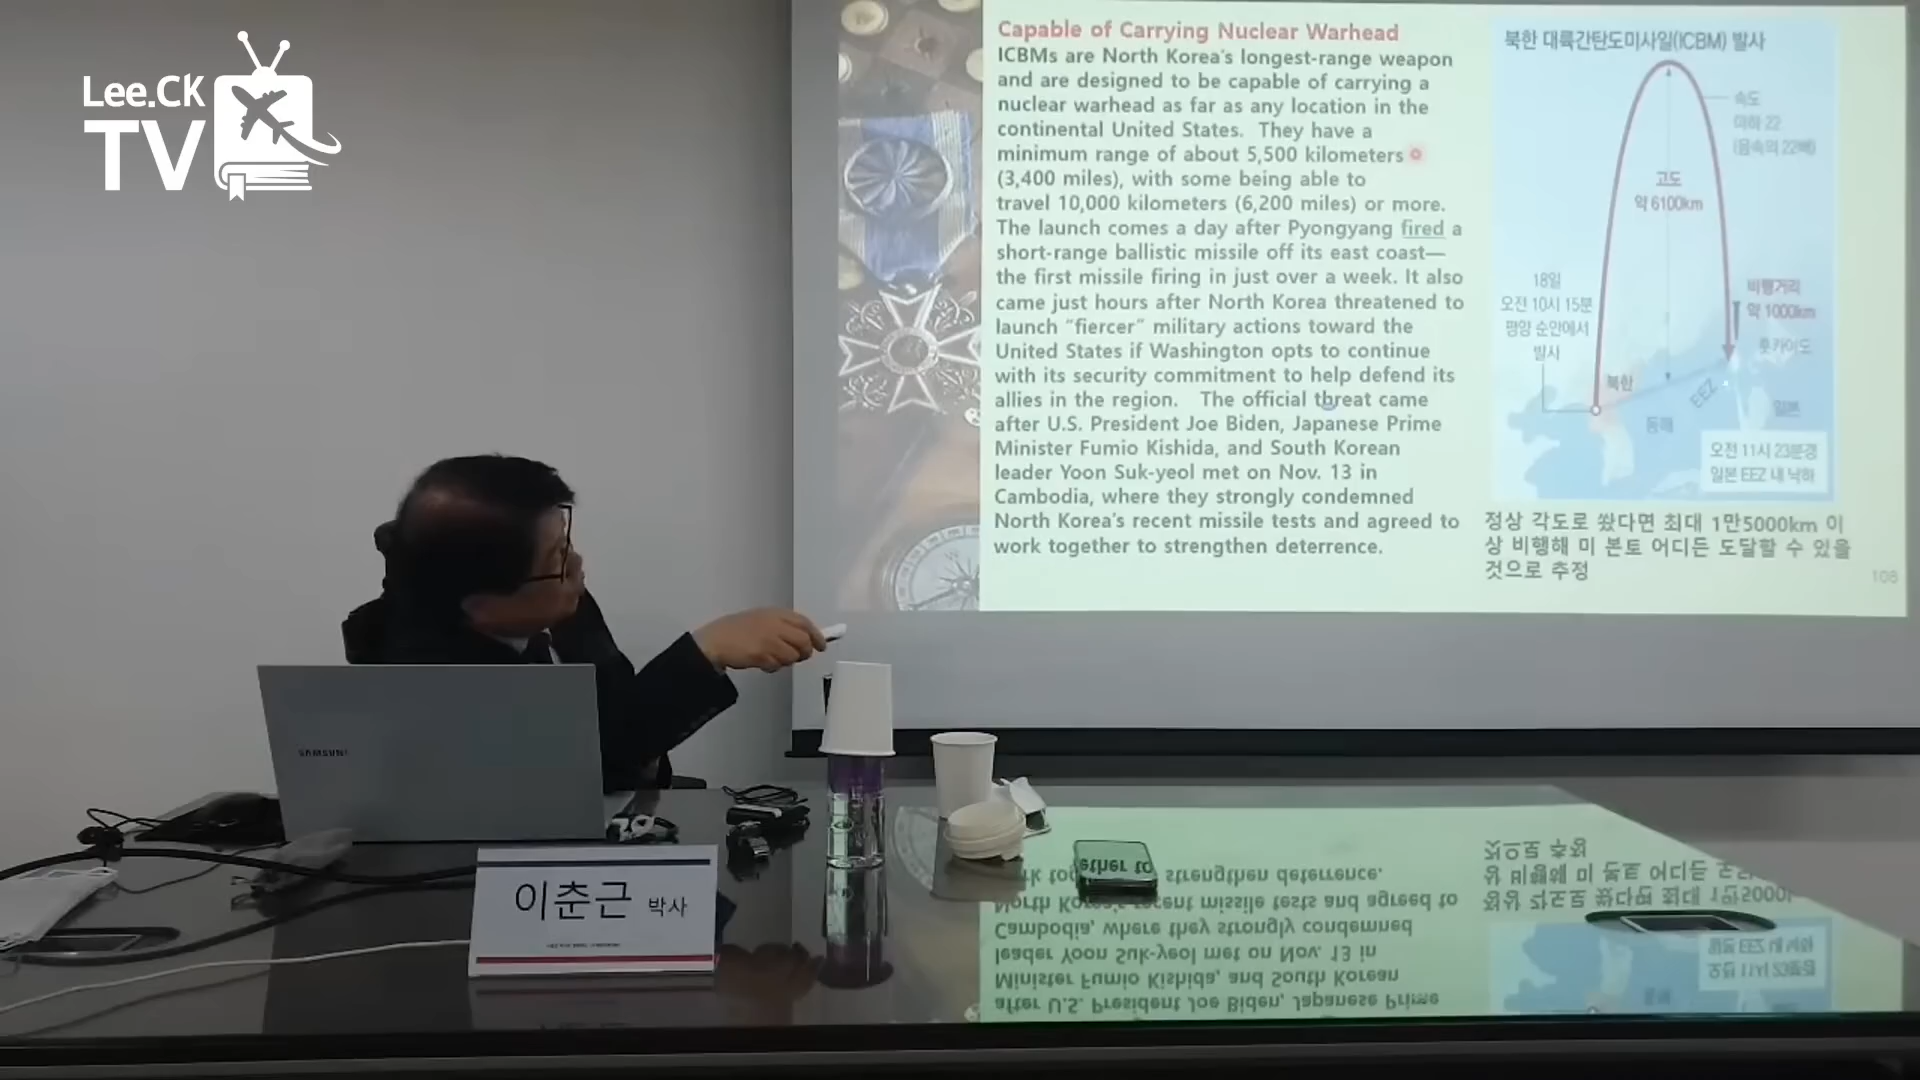 Lee.CK
TV
Capable of Carrying Nuclear Warhead
ICBMs are North Korea's longest-range weapon
and are designed to be capable of carrying a
nuclear warhead as far as any location in the
continental United States. They have a
minimum range of about 5,500 kilometers
(3,400 miles), with some being able to
travel 10,000 kilometers (6,200 miles) or more.
The launch comes a day after Pyongyang fired a
short-range ballistic missile off its east coast—
the first missile firing in just over a week. It also
came just hours after North Korea threatened to
launch “fiercer” military actions toward the
United States if Washington opts to continue
with its security commitment to help defend its
allies in the region. The official threat came
after U.S. President Joe Biden, Japanese Prime
Minister Fumio Kishida, and South Korean
leader Yoon Suk-yeol met on Nov. 13 in
Cambodia, where they strongly condemned
North Korea's recent missile tests and agreed to
work together to strengthen deterrence.
북한 대륙간탄도미사일(ICBM) 발사
속도
마하 22
(음속의 22배)
고도
약 6100km
18일
오전 10시 15분
평양 순안에서
발사
비행거리
약 1000km
홋카이도
북한
EEZ
동해
일본
오전 11시 23분경
일본 EEZ 내 낙하
정상 각도로 쐈다면 최대 1만5000km 이
상 비행해 미 본토 어디든 도달할 수 있을
것으로 추정
108
SAMSUNG
이춘근 박사